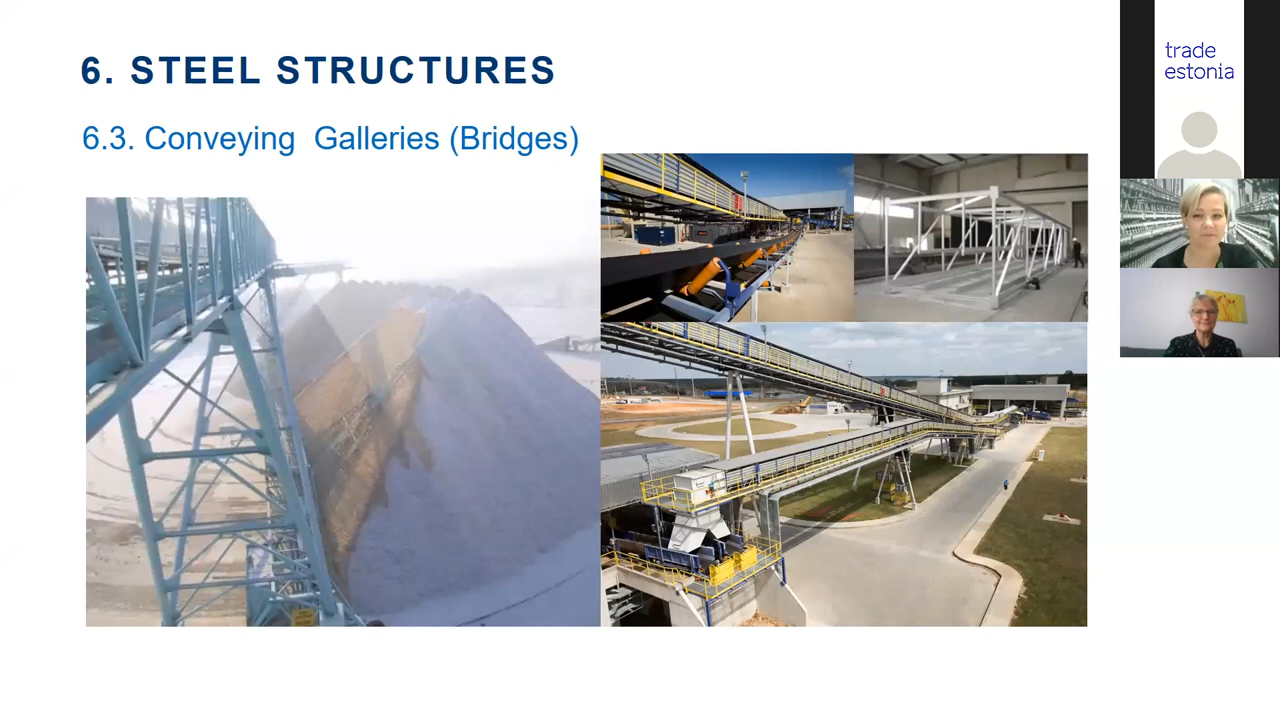 6. STEEL STRUCTURES
6.3. Conveying Galleries (Bridges)
trade
estonia